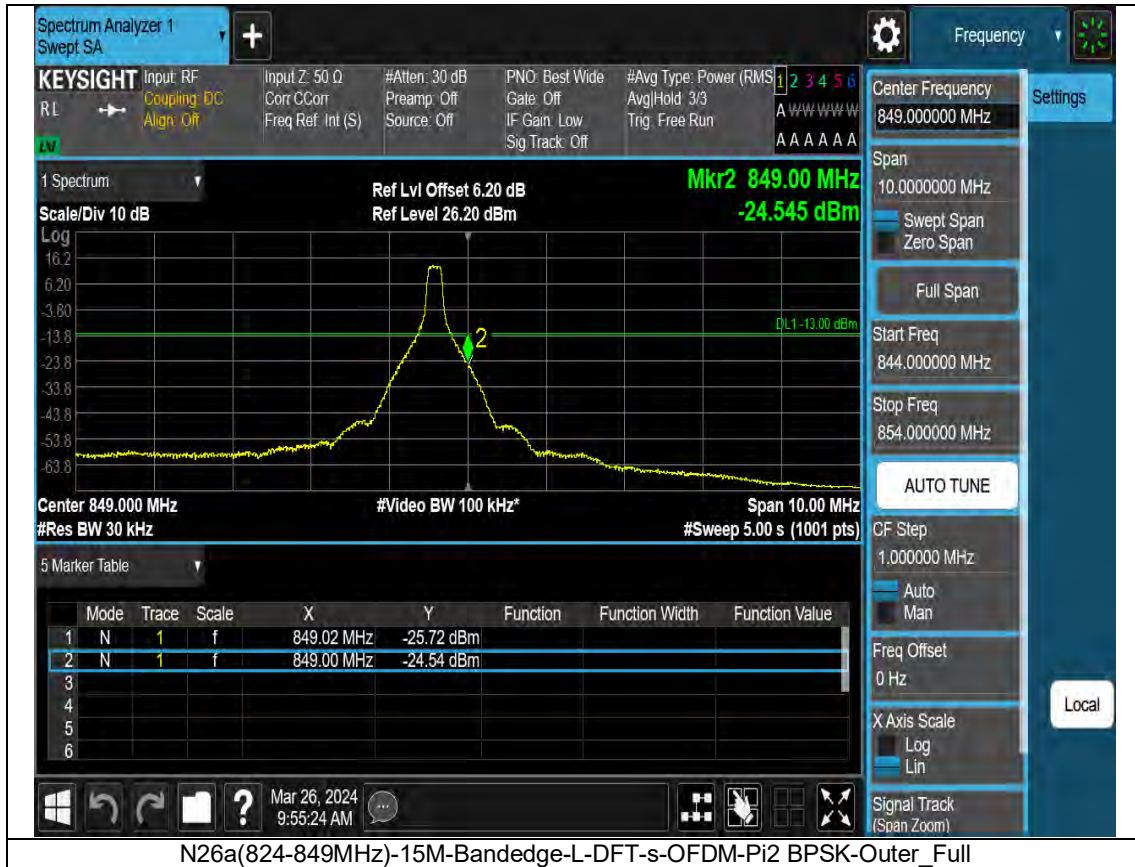 Spectrum Analyzer 1
Swept SA
+
Frequency
KEYSIGHT
RL
Input: RF
Coupling: DC
Align: Off
Input Z: 50 Ω
Corr CCorr
Freq Ref: Int (S)
#Atten: 30 dB
Preamp: Off
Source: Off
PNO: Best Wide
Gate: Off
IF Gain: Low
Sig Track: Off
#Avg Type: Power (RMS
Avg|Hold: 3/3
Trig: Free Run
1 2 3 4 5 6
A W W W W W
A A A A A A
1 Spectrum
Scale/Div 10 dB
Ref Lvl Offset 6.20 dB
Ref Level 26.20 dBm
Mkr2 849.00 MHz
-24.545 dBm
Log
16.2
6.20
-3.80
-13.8
-23.8
-33.8
-43.8
-53.8
-63.8
DL1 -13.00 dBm
2
Center 849.000 MHz
#Res BW 30 kHz
#Video BW 100 kHz*
Span 10.00 MHz
#Sweep 5.00 s (1001 pts)
5 Marker Table
Mode Trace Scale X Y Function Function Width Function Value
1 N 1 f 849.02 MHz -25.72 dBm
2 N 1 f 849.00 MHz -24.54 dBm
3
4
5
6
Mar 26, 2024
9:55:24 AM
Center Frequency
849.000000 MHz
Settings
Span
10.0000000 MHz
Swept Span
Zero Span
Full Span
Start Freq
844.000000 MHz
Stop Freq
854.000000 MHz
AUTO TUNE
CF Step
1.000000 MHz
Auto
Man
Freq Offset
0 Hz
X Axis Scale
Log
Lin
Local
Signal Track
(Span Zoom)
N26a(824-849MHz)-15M-Bandedge-L-DFT-s-OFDM-Pi2 BPSK-Outer_Full